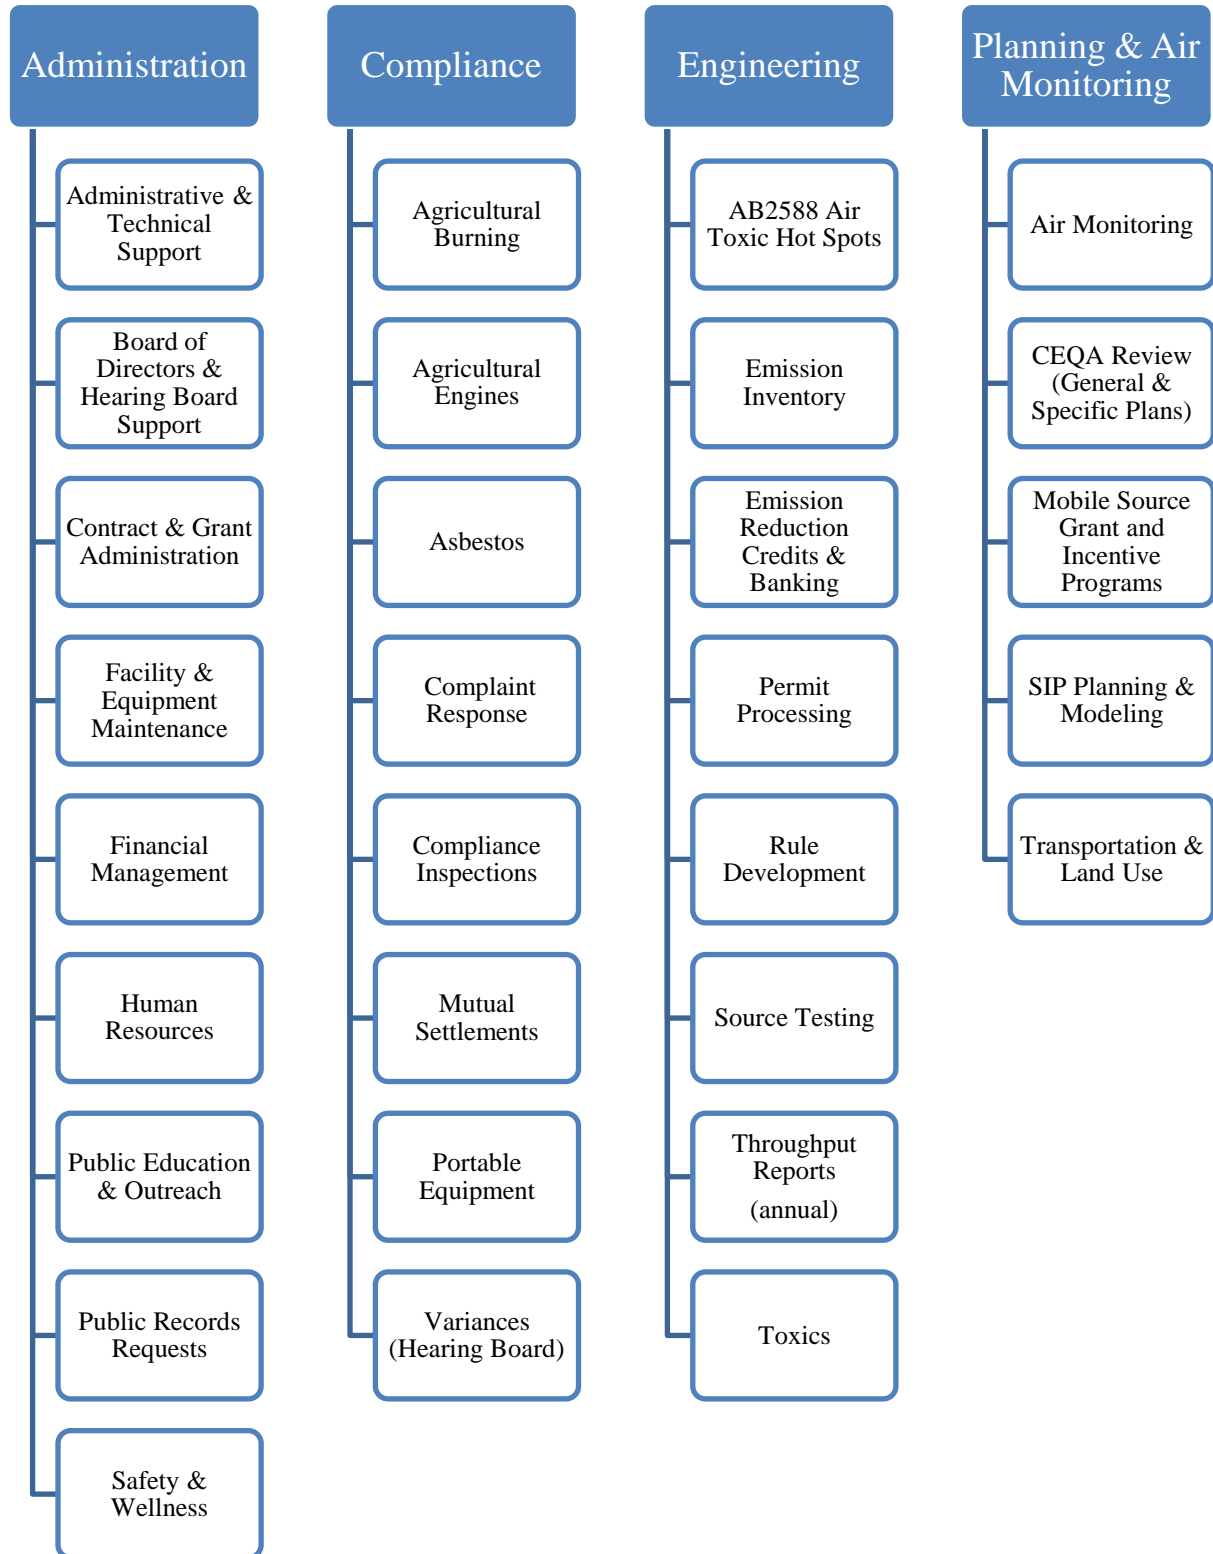 Administration
Administrative &
Technical
Support
Board of
Directors &
Hearing Board
Support
Contract & Grant
Administration
Facility &
Equipment
Maintenance
Financial
Management
Human
Resources
Public Education
& Outreach
Public Records
Requests
Safety &
Wellness
Compliance
Agricultural
Burning
Agricultural
Engines
Asbestos
Complaint
Response
Compliance
Inspections
Mutual
Settlements
Portable
Equipment
Variances
(Hearing Board)
Engineering
AB2588 Air
Toxic Hot Spots
Emission
Inventory
Emission
Reduction
Credits &
Banking
Permit
Processing
Rule
Development
Source Testing
Throughput
Reports
(annual)
Toxics
Planning & Air
Monitoring
Air Monitoring
CEQA Review
(General &
Specific Plans)
Mobile Source
Grant and
Incentive
Programs
SIP Planning &
Modeling
Transportation &
Land Use